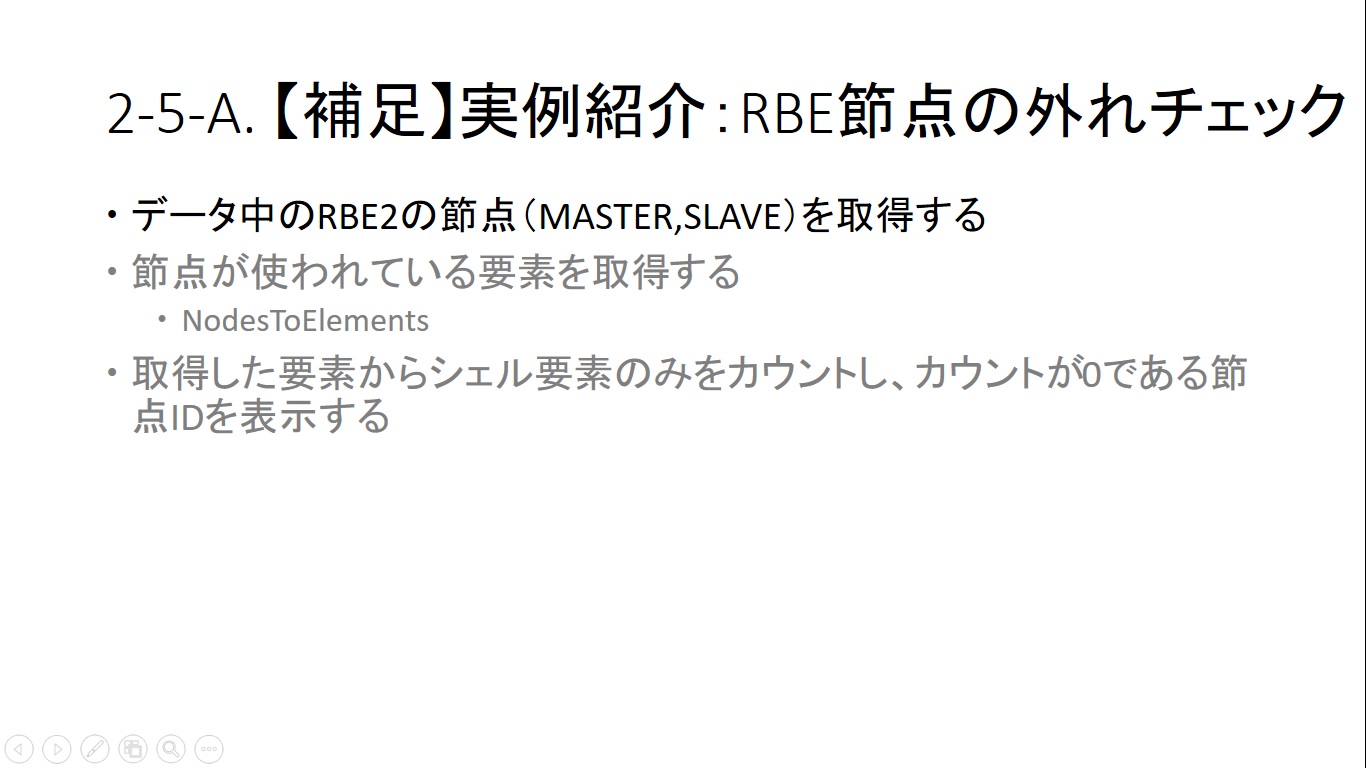 2-5-A.【補足】実例紹介：RBE節点の外れチェック
・データ中のRBE2の節点（MASTER,SLAVE）を取得する
・節点が使われている要素を取得する
・NodesToElements
・取得した要素からシェル要素のみをカウントし、カウントが0である節
点IDを表示する